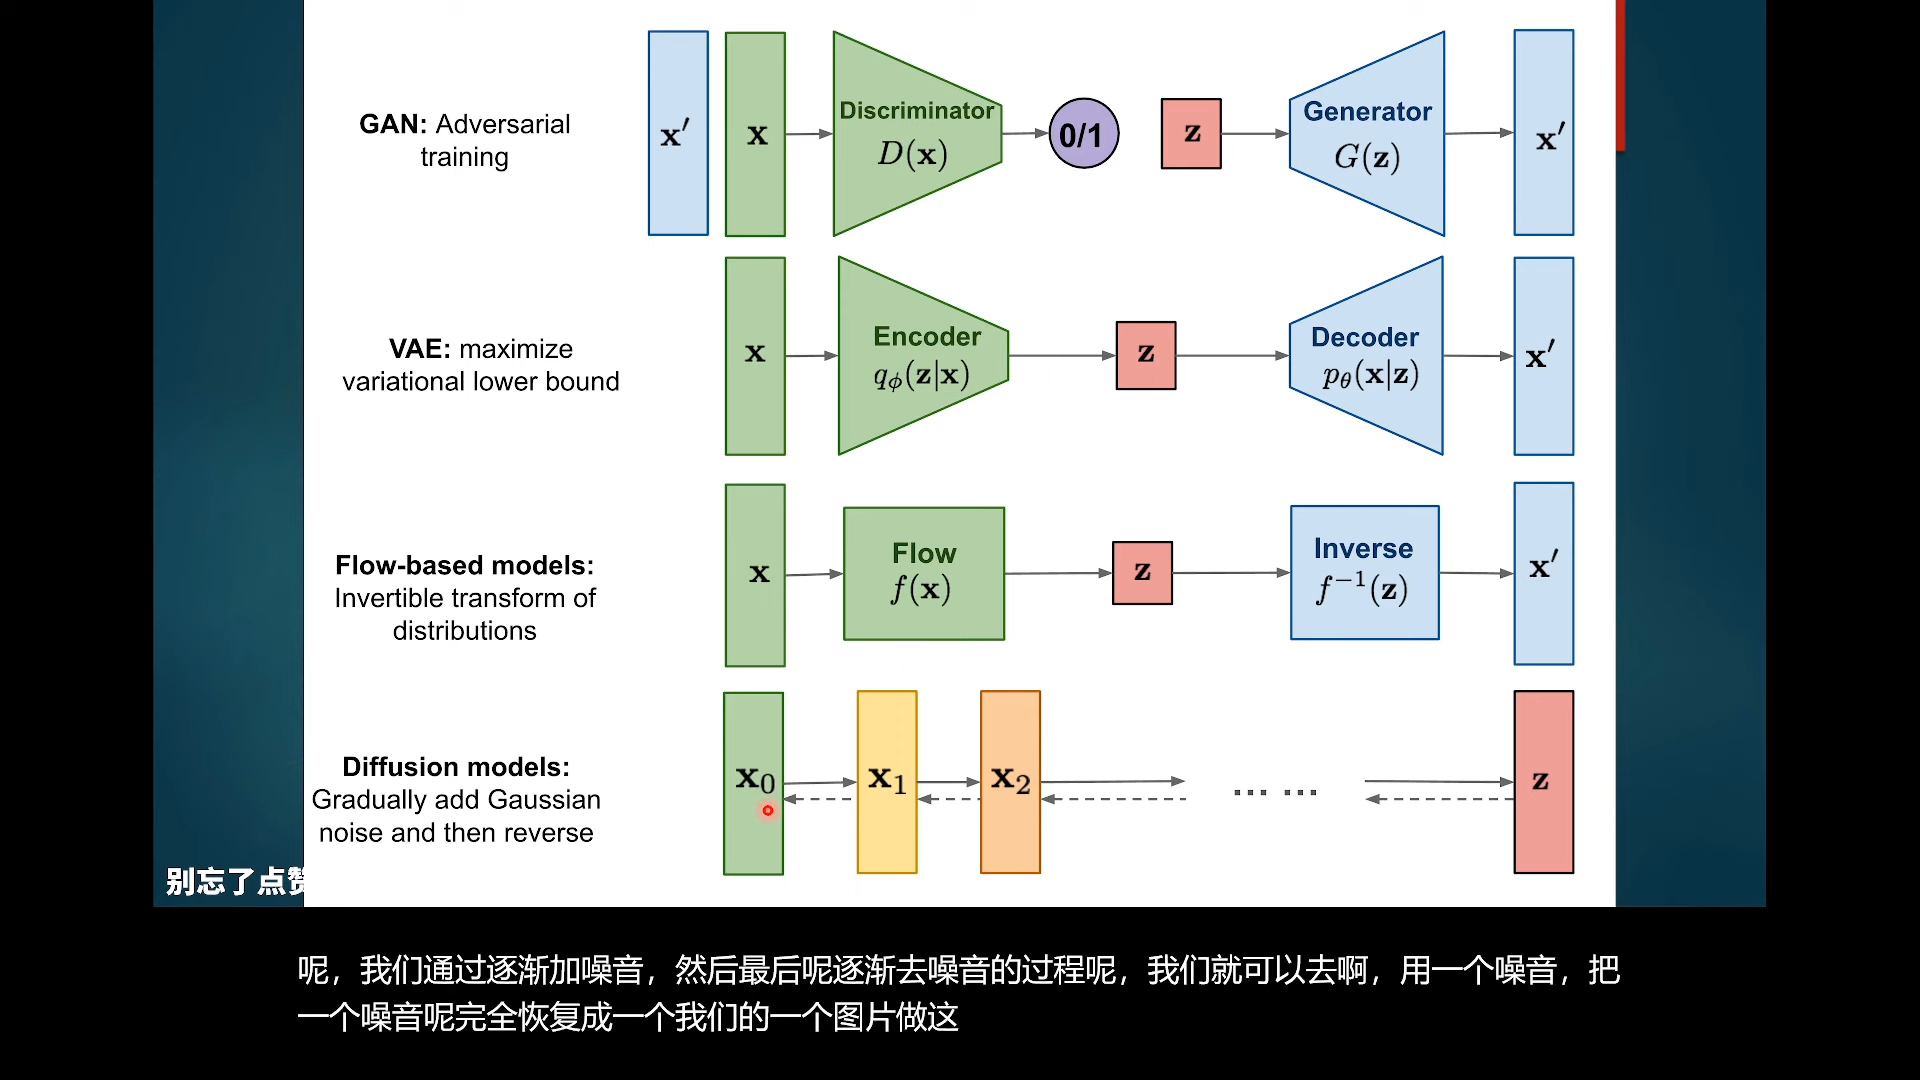 GAN: Adversarial
training
x′
x
Discriminator
D(x)
0/1
z
Generator
G(z)
x′
VAE: maximize
variational lower bound
x
Encoder
qϕ(z|x)
z
Decoder
pθ(x|z)
x′
Flow-based models:
Invertible transform of
distributions
x
Flow
f(x)
z
Inverse
f⁻¹(z)
x′
Diffusion models:
Gradually add Gaussian
noise and then reverse
x₀
x₁
x₂
... ...
z
别忘了点赞
呢，我们通过逐渐加噪音，然后最后呢逐渐去噪音的过程呢，我们就可以去啊，用一个噪音，把
一个噪音呢完全恢复成一个我们的一个图片做这